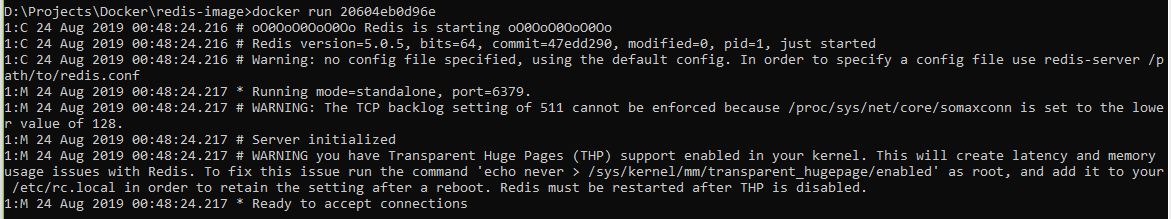 D:\Projects\Docker\redis-image>docker run 20604eb0d96e
1:C 24 Aug 2019 00:48:24.216 # oO0OoO0OoO0Oo Redis is starting oO0OoO0OoO0Oo
1:C 24 Aug 2019 00:48:24.216 # Redis version=5.0.5, bits=64, commit=47edd290, modified=0, pid=1, just started
1:C 24 Aug 2019 00:48:24.216 # Warning: no config file specified, using the default config. In order to specify a config file use redis-server /p
ath/to/redis.conf
1:M 24 Aug 2019 00:48:24.217 * Running mode=standalone, port=6379.
1:M 24 Aug 2019 00:48:24.217 # WARNING: The TCP backlog setting of 511 cannot be enforced because /proc/sys/net/core/somaxconn is set to the lowe
r value of 128.
1:M 24 Aug 2019 00:48:24.217 # Server initialized
1:M 24 Aug 2019 00:48:24.217 # WARNING you have Transparent Huge Pages (THP) support enabled in your kernel. This will create latency and memory
usage issues with Redis. To fix this issue run the command 'echo never > /sys/kernel/mm/transparent_hugepage/enabled' as root, and add it to your
 /etc/rc.local in order to retain the setting after a reboot. Redis must be restarted after THP is disabled.
1:M 24 Aug 2019 00:48:24.217 * Ready to accept connections